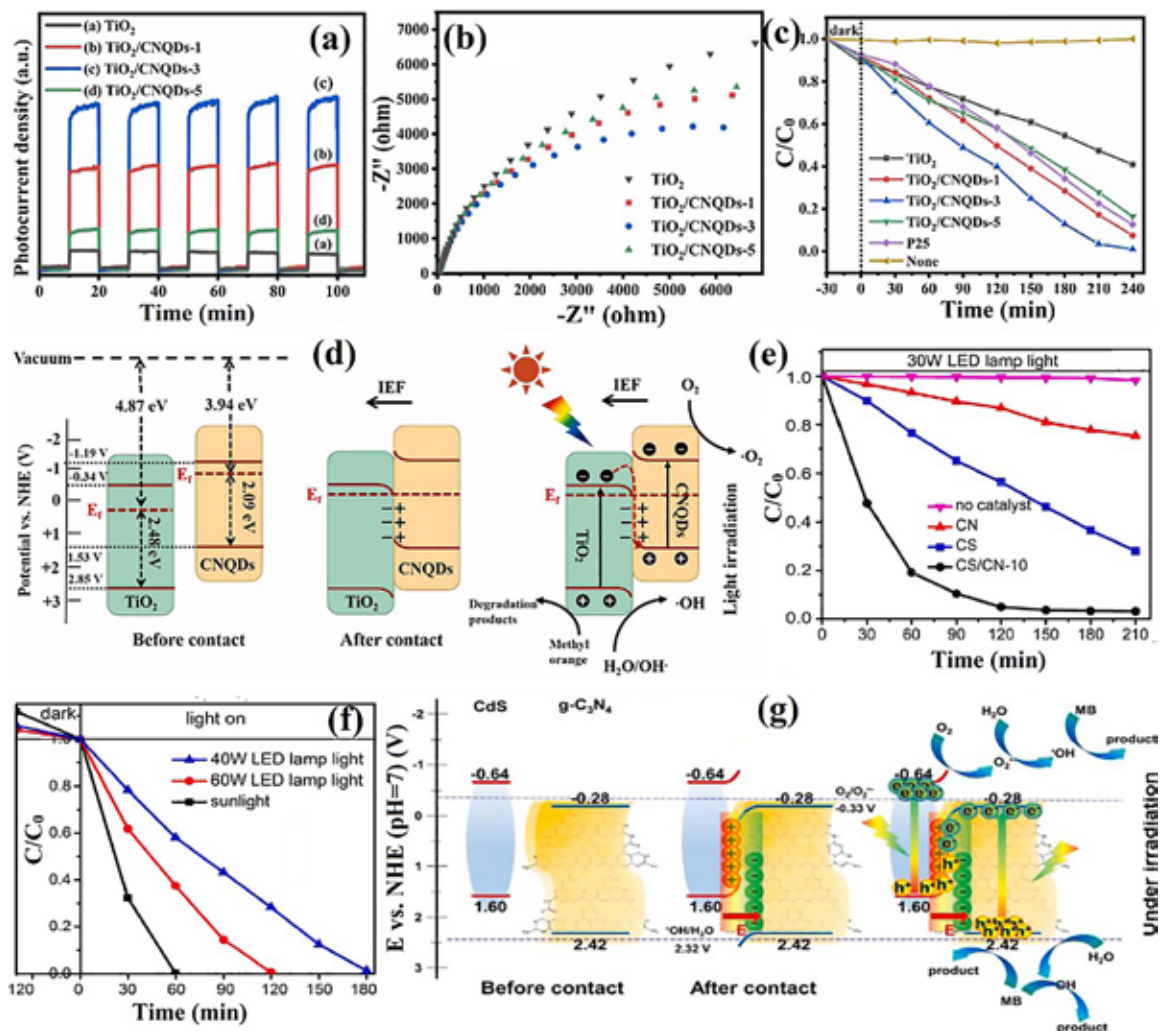 (a)
(a) TiO2
(b) TiO2/CNQDs-1
(c) TiO2/CNQDs-3
(d) TiO2/CNQDs-5
(c)
(b)
(d)
(a)
Photocurrent density (a.u.)
0 20 40 60 80 100
Time (min)
(b)
7000
6000
5000
4000
3000
2000
1000
0
-Z" (ohm)
TiO2
TiO2/CNQDs-1
TiO2/CNQDs-3
TiO2/CNQDs-5
0 1000 2000 3000 4000 5000 6000
-Z" (ohm)
(c)
dark
1.0
0.8
0.6
0.4
0.2
0.0
C/C0
TiO2
TiO2/CNQDs-1
TiO2/CNQDs-3
TiO2/CNQDs-5
P25
None
-30 0 30 60 90 120 150 180 210 240
Time (min)
(d)
Vacuum
4.87 eV
3.94 eV
Potential vs. NHE (V)
-2
-1
0
+1
+2
+3
-1.19 V
-0.34 V
1.53 V
2.85 V
Ef
Ef
2.48 eV
2.09 eV
TiO2
CNQDs
Before contact
IEF
Ef
TiO2
CNQDs
After contact
IEF
O2
·O2
Ef
TiO2
CNQDs
Light irradiation
·OH
Degradation
products
Methyl
orange
H2O/OH-
(e)
30W LED lamp light
1.0
0.8
0.6
0.4
0.2
0.0
C/C0
no catalyst
CN
CS
CS/CN-10
0 30 60 90 120 150 180 210
Time (min)
(f)
dark
light on
1.0
0.8
0.6
0.4
0.2
0.0
C/C0
40W LED lamp light
60W LED lamp light
sunlight
120 0 30 60 90 120 150 180
Time (min)
(g)
E vs. NHE (pH=7) (V)
-2
-1
0
1
2
3
CdS
g-C3N4
-0.64
-0.28
1.60
2.42
Before contact
-0.64
-0.28
1.60
2.42
E
•OH/H2O
2.32 V
After contact
O2/O2•−
-0.33 V
-0.64
-0.28
1.60
2.42
E
O2
O2•−
H2O
•OH
MB
product
H2O
OH
MB
product
product
Under irradiation